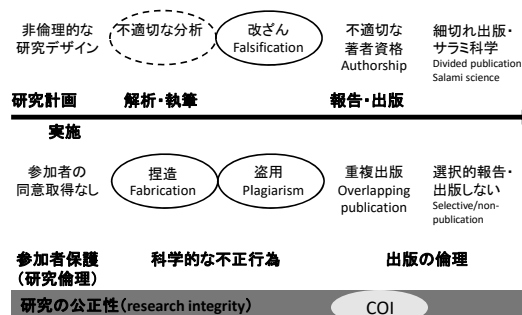 非倫理的な
研究デザイン
不適切な分析
改ざん
Falsification
不適切な
著者資格
Authorship
細切れ出版・
サラミ科学
Divided publication
Salami science
研究計画
解析・執筆
報告・出版
実施
参加者の
同意取得なし
捏造
Fabrication
盗用
Plagiarism
重複出版
Overlapping
publication
選択的報告・
出版しない
Selective/non-
publication
参加者保護
(研究倫理)
科学的な不正行為
出版の倫理
研究の公正性(research integrity)
COI